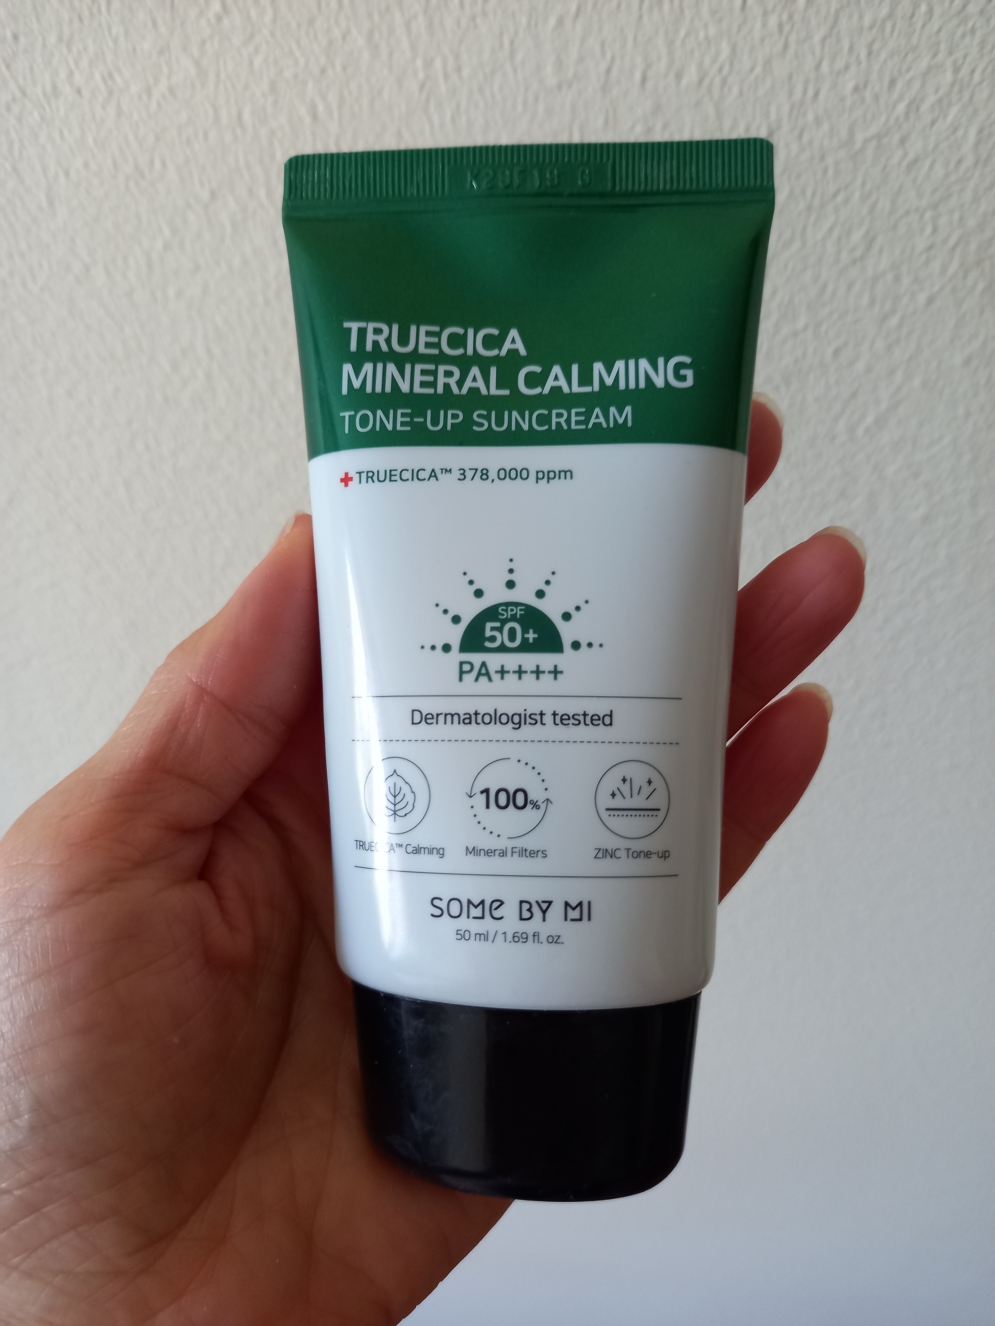 TRUECICA
MINERAL CALMING
TONE-UP SUNCREAM
TRUECICA™ 378,000 ppm
SPF
50+
PA++++
Dermatologist tested
100%
TRUECICA™ Calming
Mineral Filters
ZINC Tone-up
SOME BY MI
50 ml / 1.69 fl. oz.